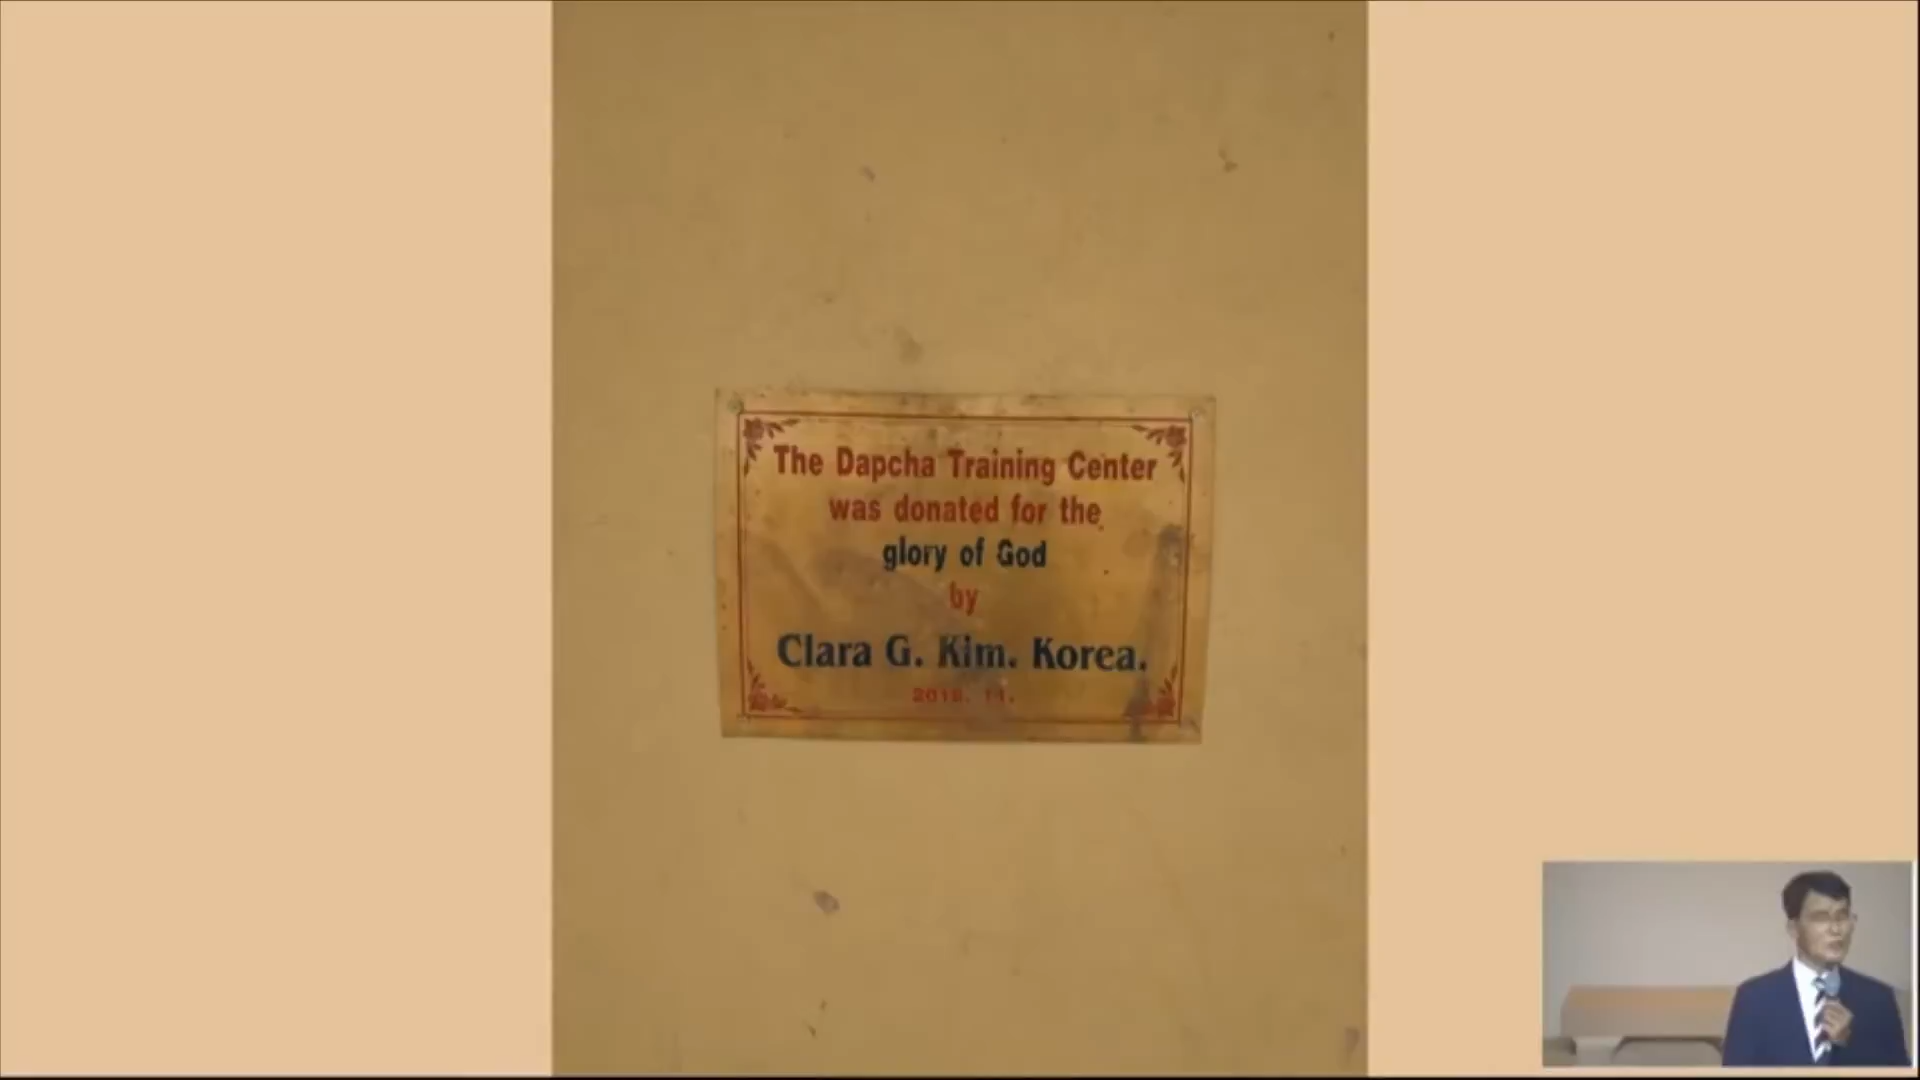 The Dapcha Training Center
was donated for the
glory of God
by
Clara G. Kim. Korea.